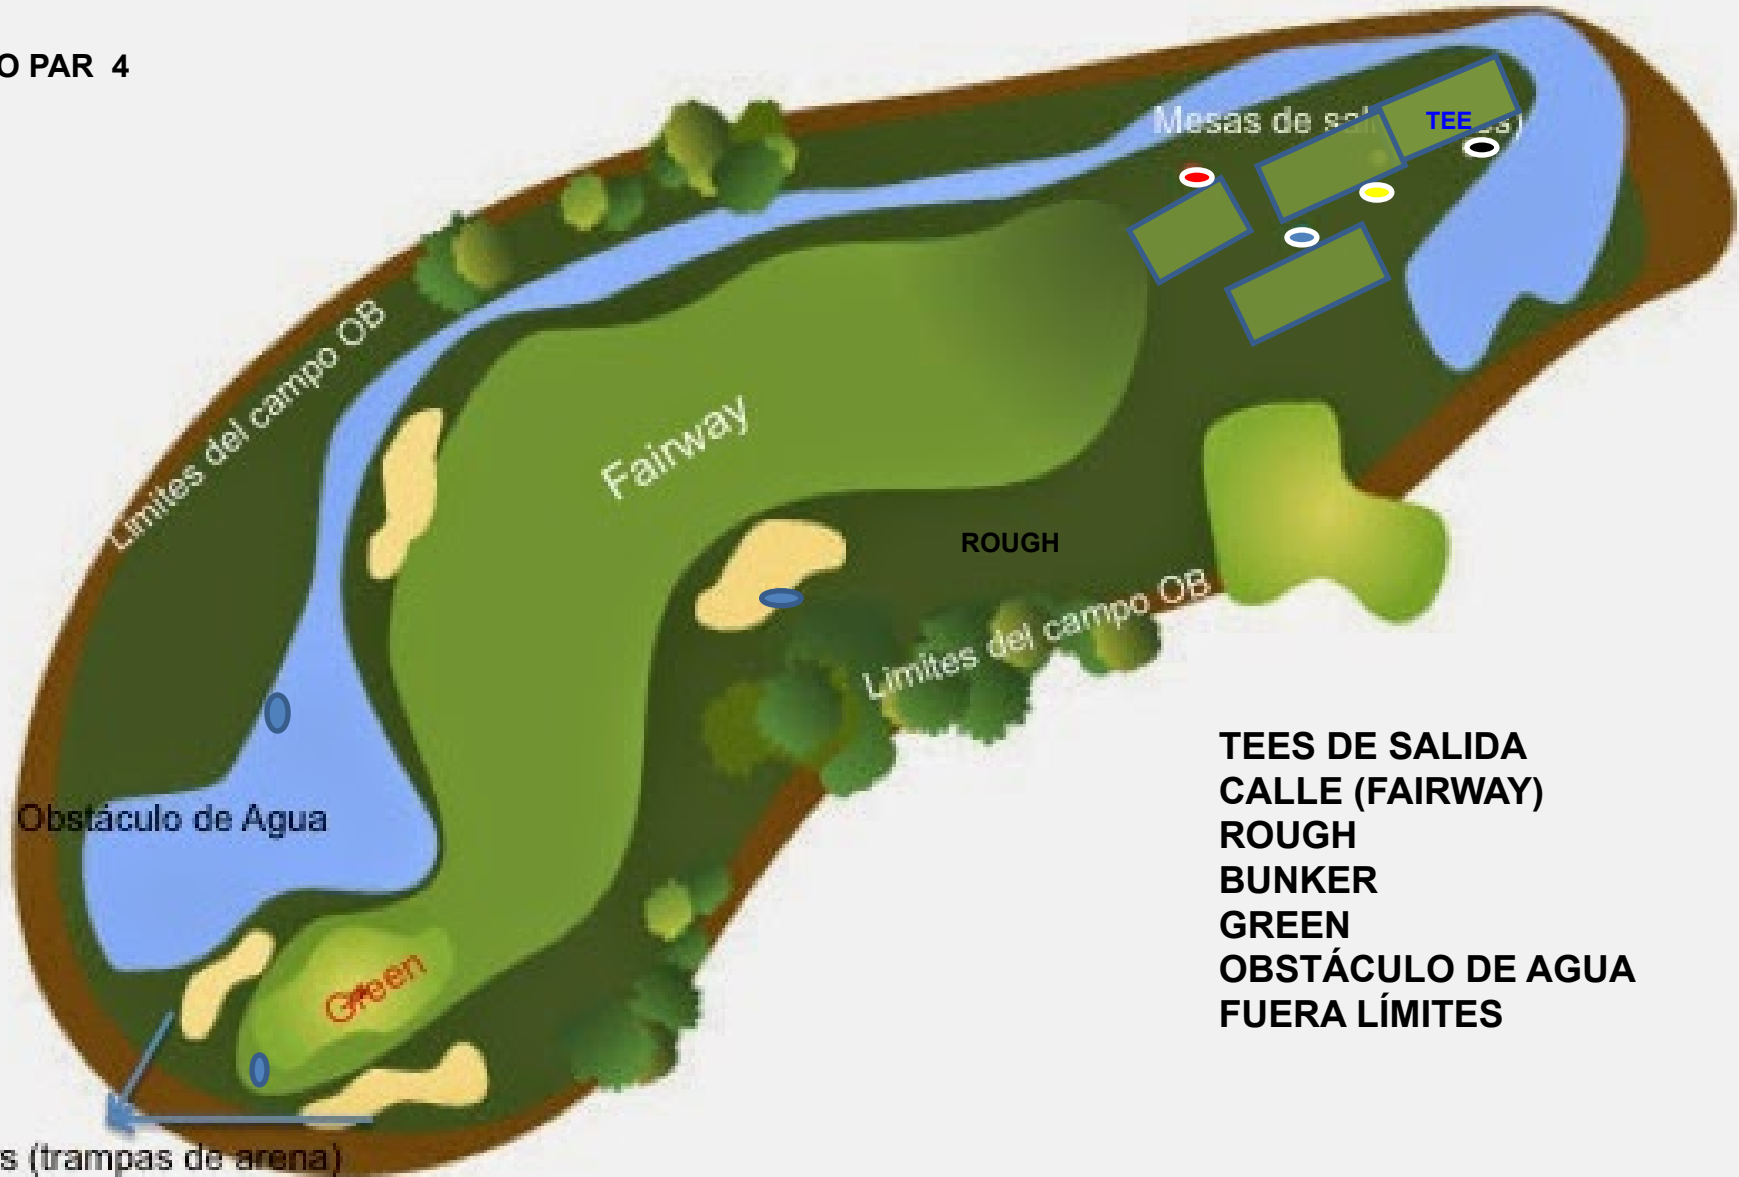 O PAR 4
Mesas de sal s)
TEE
Límites del campo OB
Fairway
ROUGH
Limites del campo OB
Obstáculo de Agua
Green
s (trampas de arena)
TEES DE SALIDA
CALLE (FAIRWAY)
ROUGH
BUNKER
GREEN
OBSTÁCULO DE AGUA
FUERA LÍMITES